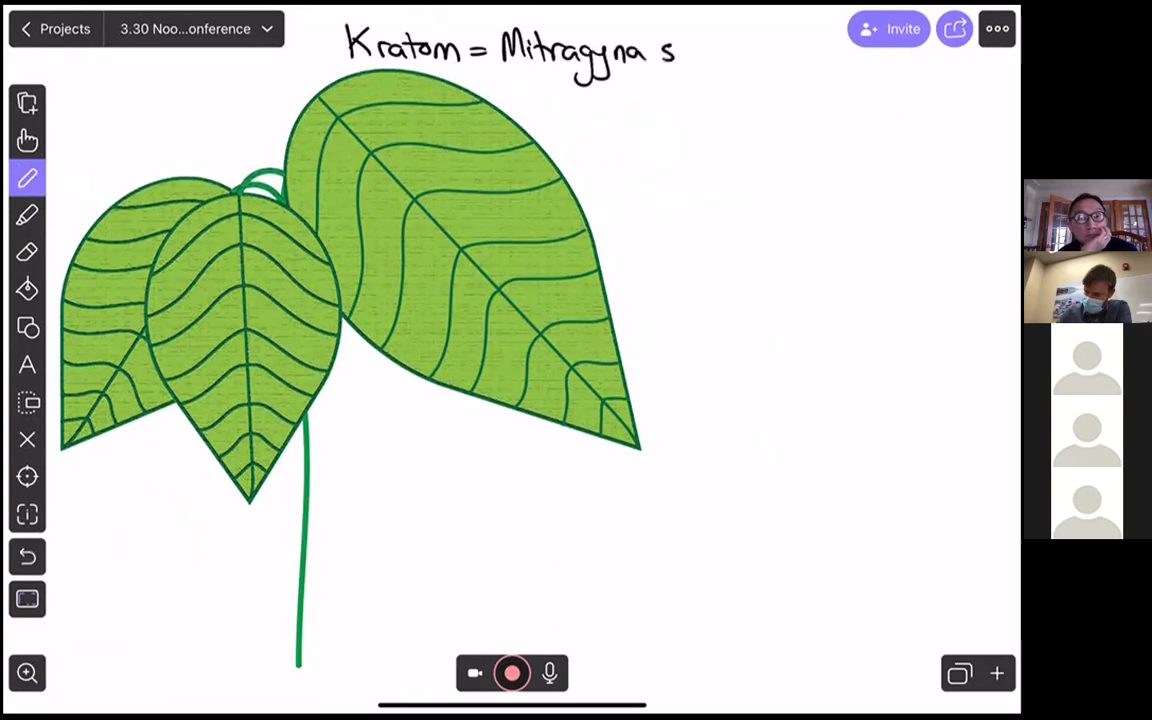 Projects
3.30 Noo...onference
Kratom = Mitragyna s
Invite
A